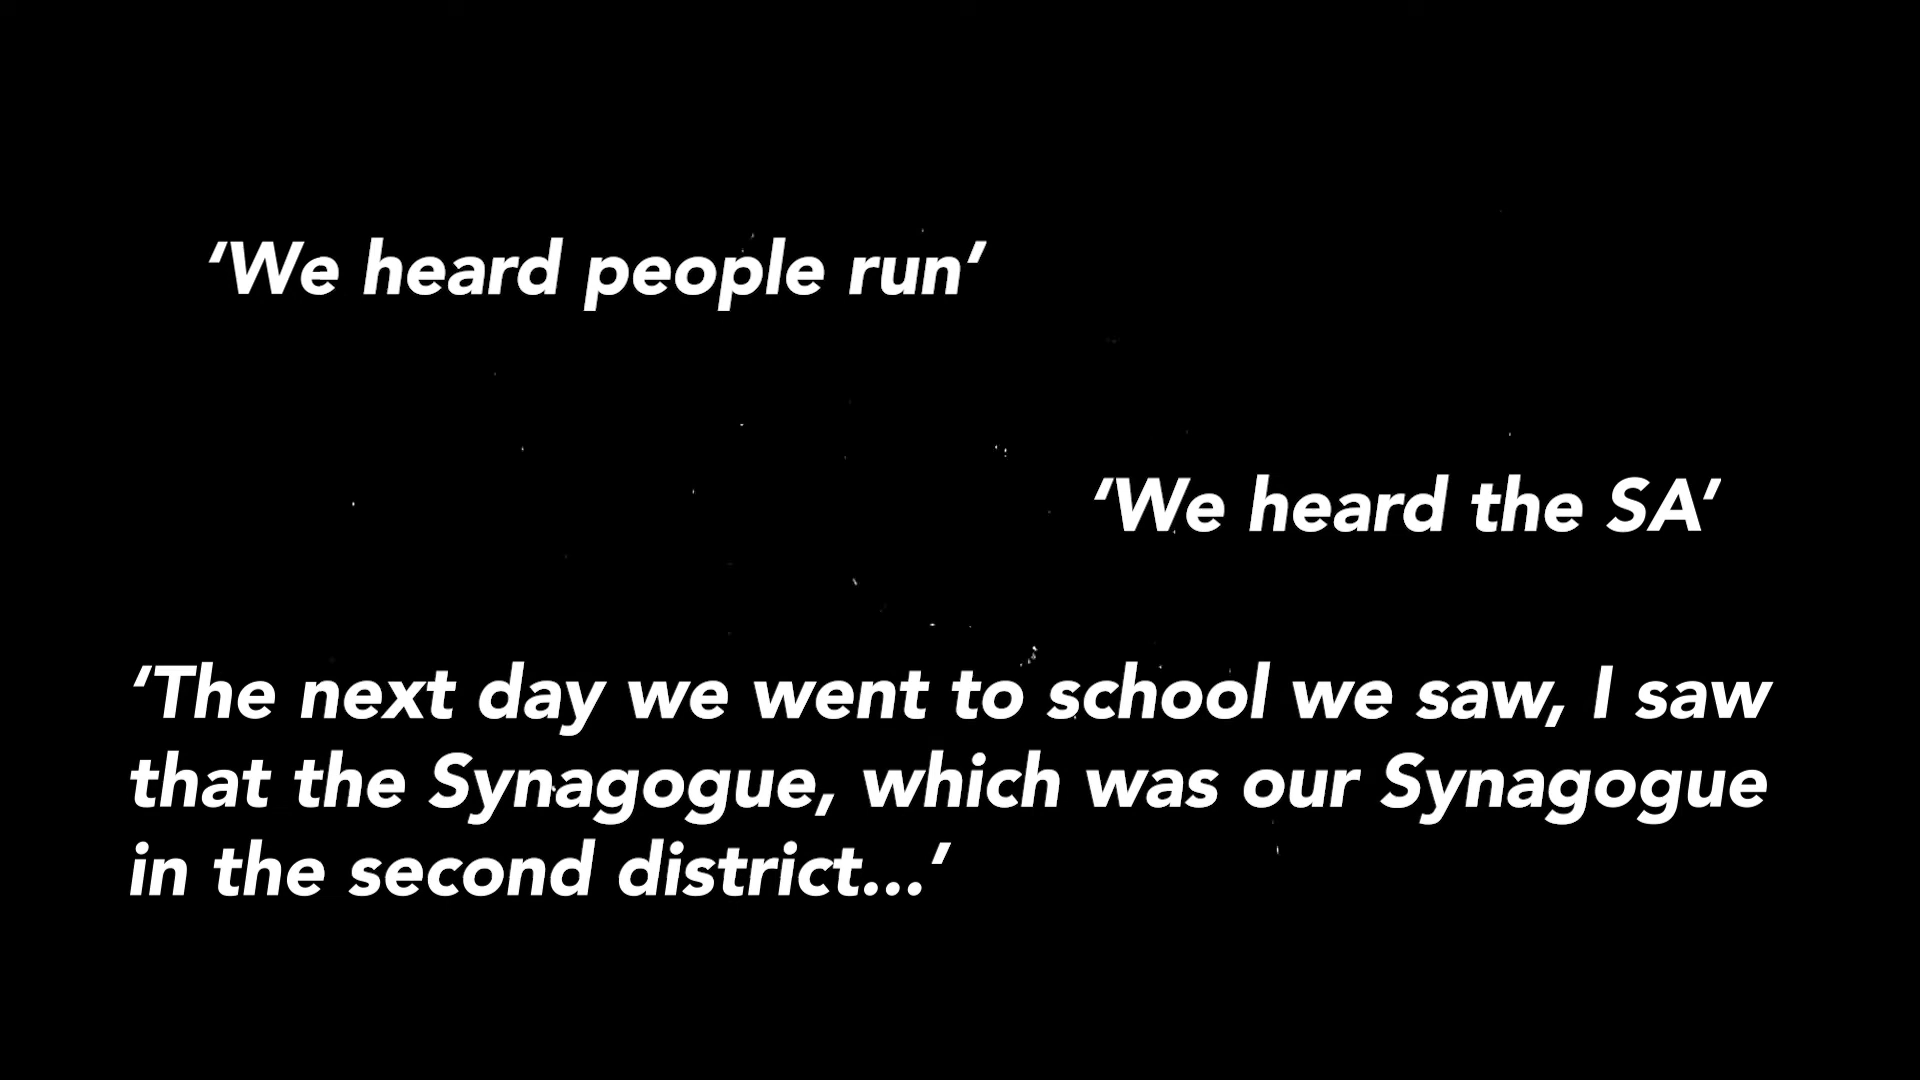 ‘We heard people run’
‘We heard the SA’
‘The next day we went to school we saw, I saw
that the Synagogue, which was our Synagogue
in the second district...’